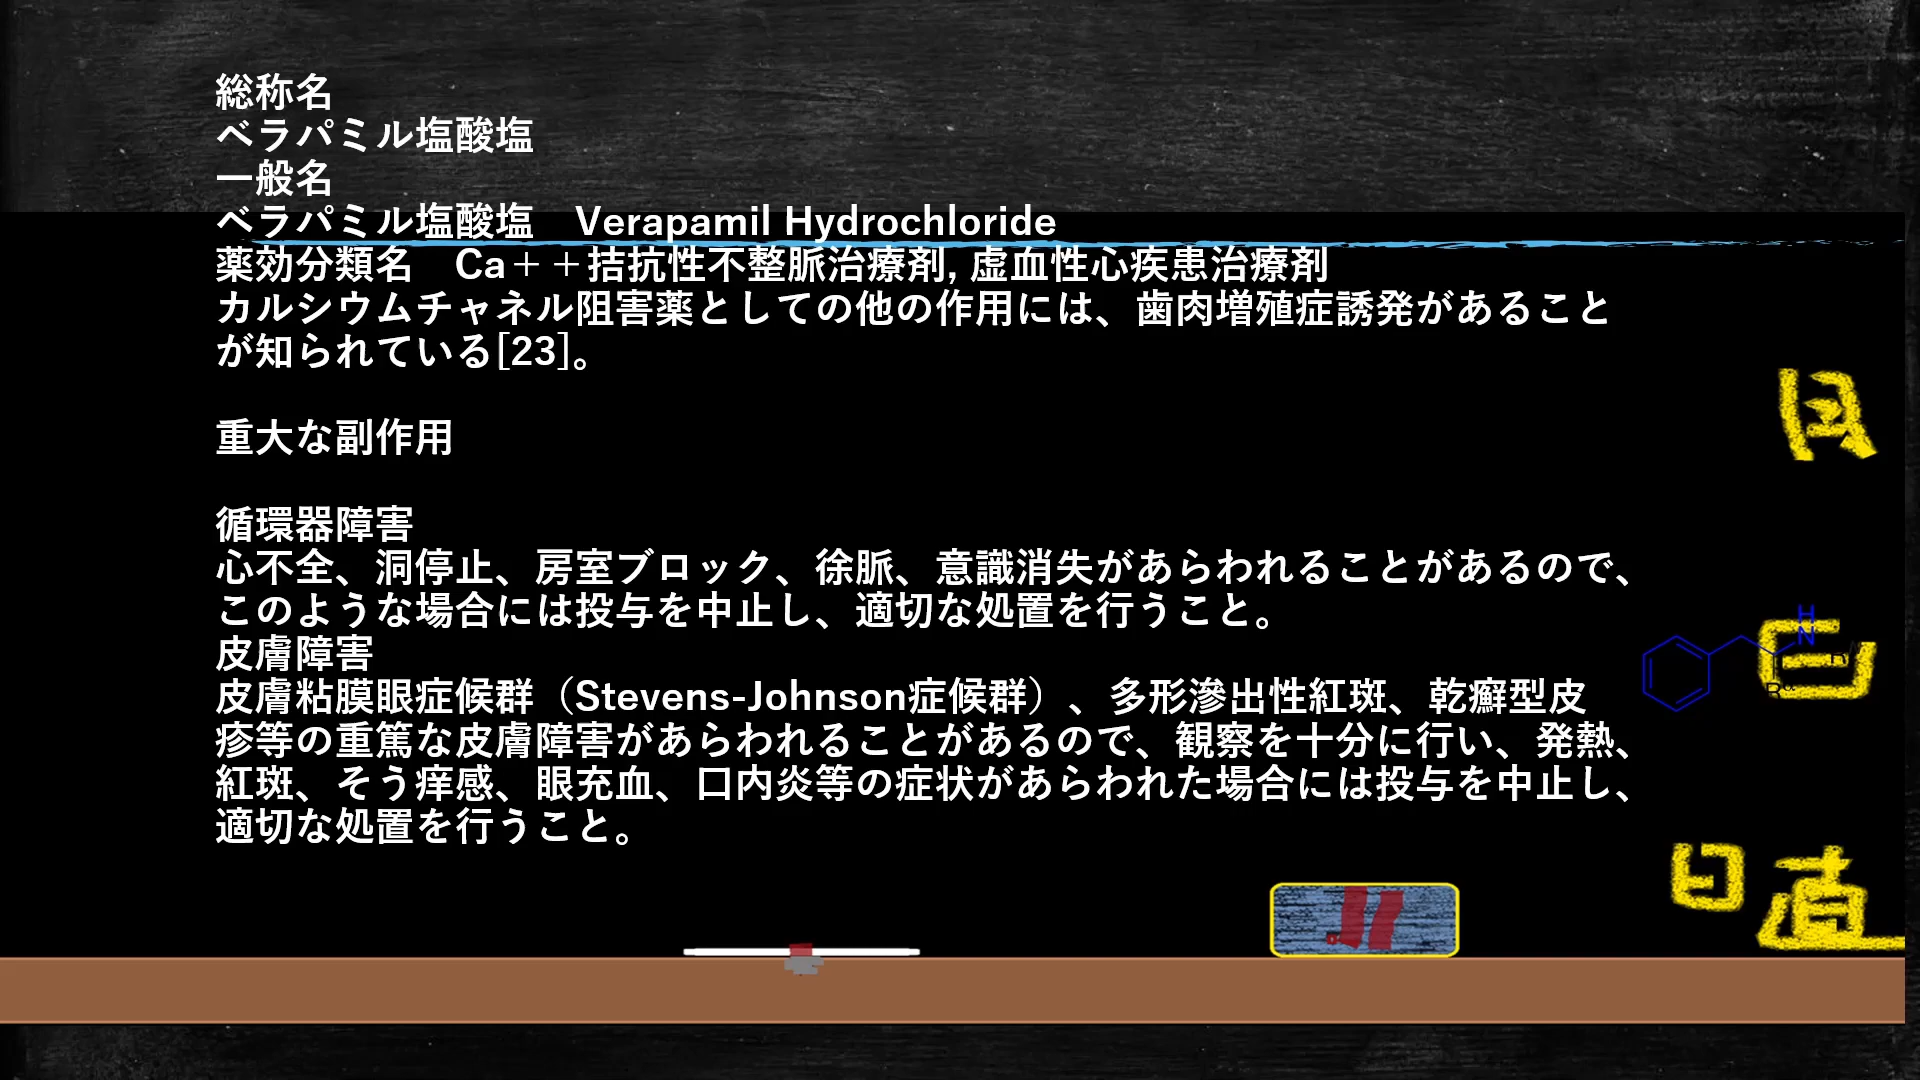 総称名
ベラパミル塩酸塩
一般名
ベラパミル塩酸塩　Verapamil Hydrochloride
薬効分類名　Ca＋＋拮抗性不整脈治療剤, 虚血性心疾患治療剤
カルシウムチャネル阻害薬としての他の作用には、歯肉増殖症誘発があること
が知られている[23]。
重大な副作用
循環器障害
心不全、洞停止、房室ブロック、徐脈、意識消失があらわれることがあるので、
このような場合には投与を中止し、適切な処置を行うこと。
皮膚障害
皮膚粘膜眼症候群（Stevens-Johnson症候群）、多形滲出性紅斑、乾癬型皮
疹等の重篤な皮膚障害があらわれることがあるので、観察を十分に行い、発熱、
紅斑、そう痒感、眼充血、口内炎等の症状があらわれた場合には投与を中止し、
適切な処置を行うこと。
H
N
日直